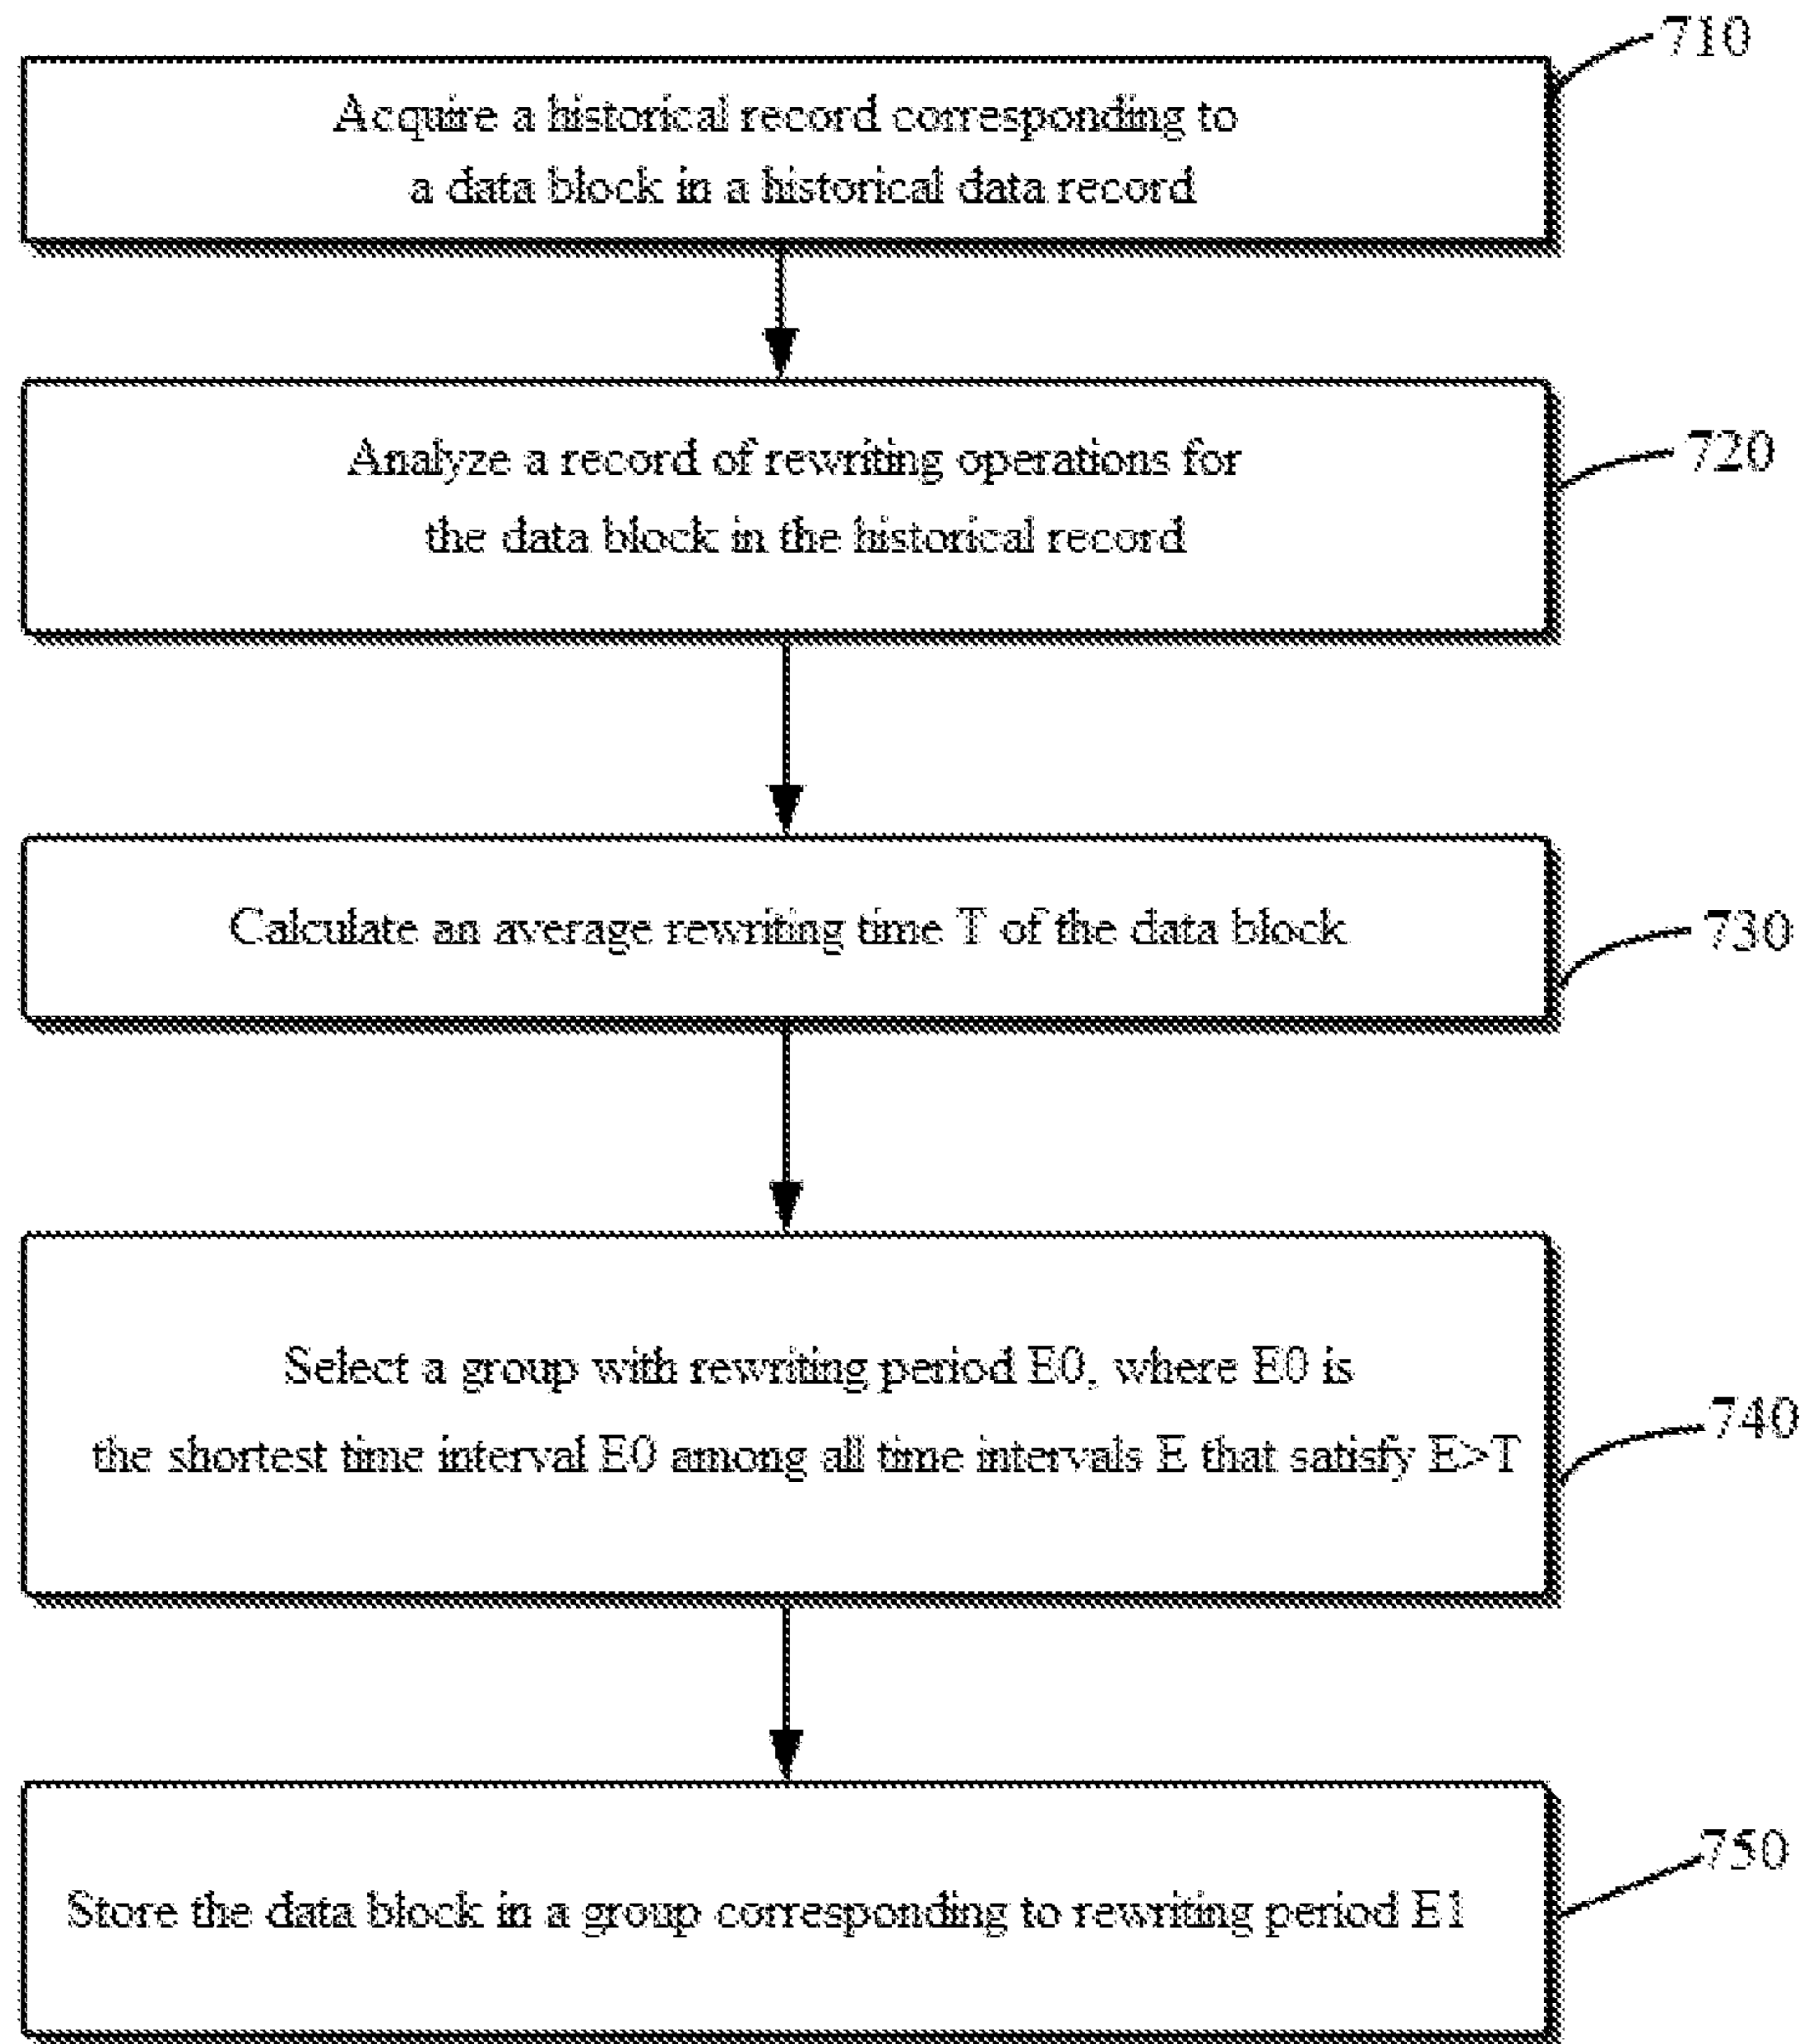 710
Acquire a historical record corresponding to
a data block in a historical data record
Analyze a record of rewriting operations for
the data block in the historical record
720
Calculate an average rewriting time T of the data block
730
Select a group with rewriting period E0, where E0 is
the shortest time interval E0 among all time intervals E that satisfy E>T
740
Store the data block in a group corresponding to rewriting period E1
750